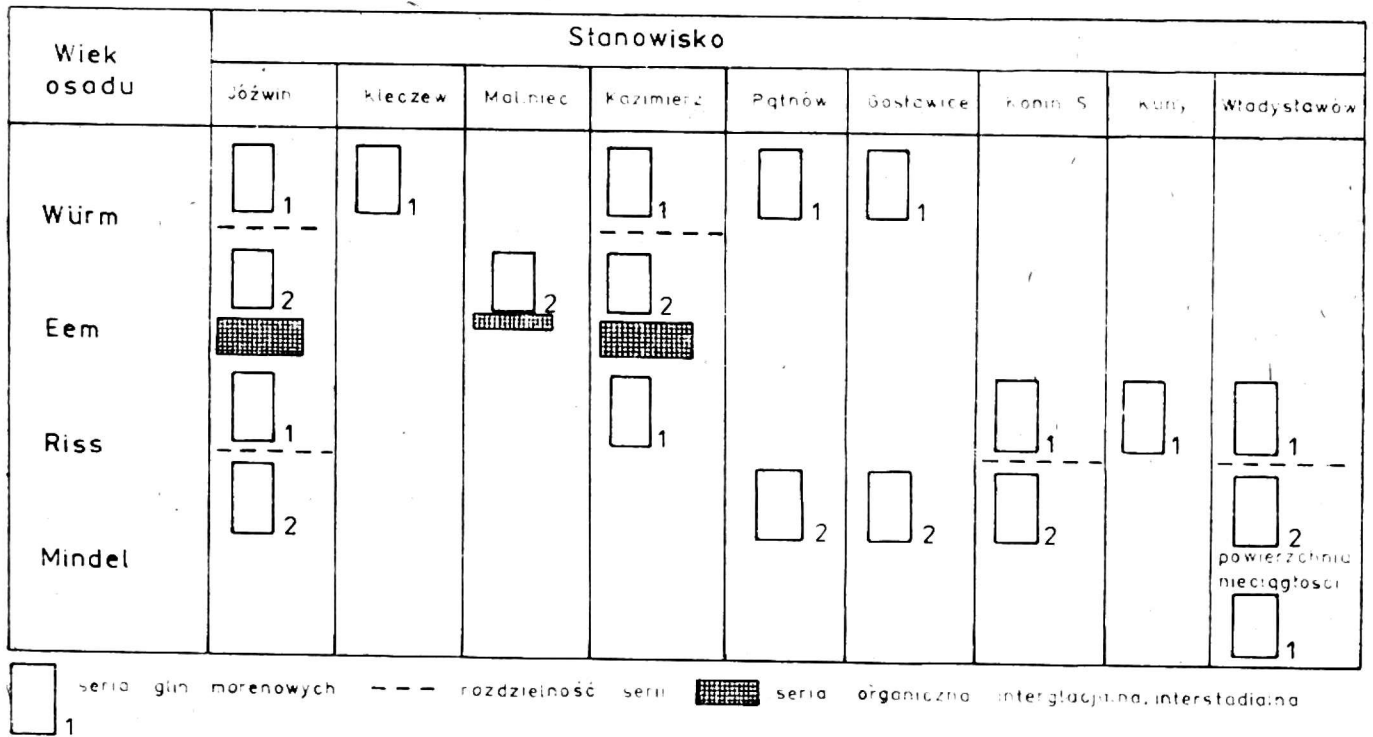 Wiek osadu
Stanowisko
Jóźwin Kleczew Maliniec Kazimierz Pątnów Gosławice Konin S Kuny Władysławów
Würm
1 1 1 1 1
2 2 2
Eem
Riss
1 1 1 1 1
2 2 2 2 2
Mindel
powierzchnia
nieciągłości
1
seria glin morenowych rozdzielność serii seria organiczna interglacjalna, interstadialna
1